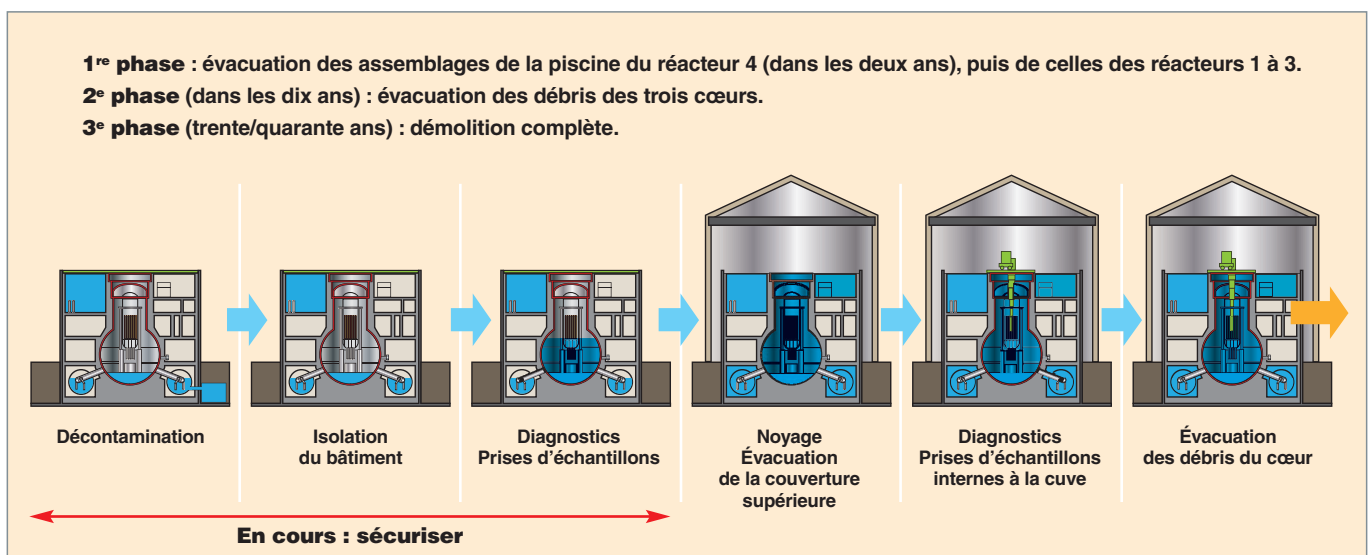 1re phase : évacuation des assemblages de la piscine du réacteur 4 (dans les deux ans), puis de celles des réacteurs 1 à 3.
2e phase (dans les dix ans) : évacuation des débris des trois cœurs.
3e phase (trente/quarante ans) : démolition complète.
Décontamination
Isolation
du bâtiment
Diagnostics
Prises d'échantillons
Noyage
Évacuation
de la couverture
supérieure
Diagnostics
Prises d'échantillons
internes à la cuve
Évacuation
des débris du cœur
En cours : sécuriser